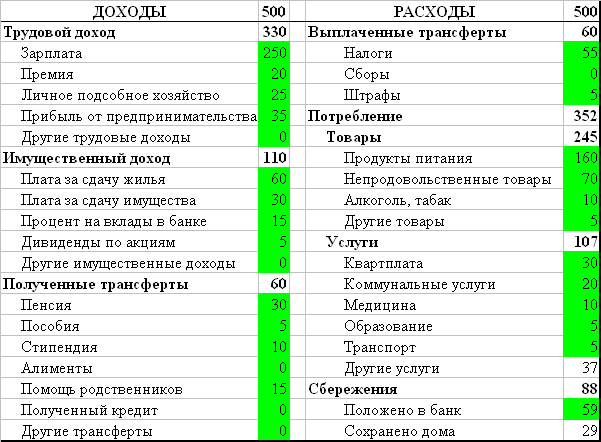 ДОХОДЫ 500 РАСХОДЫ 500
Трудовой доход 330 Выплаченные трансферты 60
Зарплата 250 Налоги 55
Премия 20 Сборы 0
Личное подсобное хозяйство 25 Штрафы 5
Прибыль от предпринимательства 35 Потребление 352
Другие трудовые доходы 0 Товары 245
Имущественный доход 110 Продукты питания 160
Плата за сдачу жилья 60 Непродовольственные товары 70
Плата за сдачу имущества 30 Алкоголь, табак 10
Процент на вклады в банке 15 Другие товары 5
Дивиденды по акциям 5 Услуги 107
Другие имущественные доходы 0 Квартплата 30
Полученные трансферты 60 Коммунальные услуги 20
Пенсия 30 Медицина 10
Пособия 5 Образование 5
Стипендия 10 Транспорт 5
Алименты 0 Другие услуги 37
Помощь родственников 15 Сбережения 88
Полученный кредит 0 Положено в банк 59
Другие трансферты 0 Сохранено дома 29